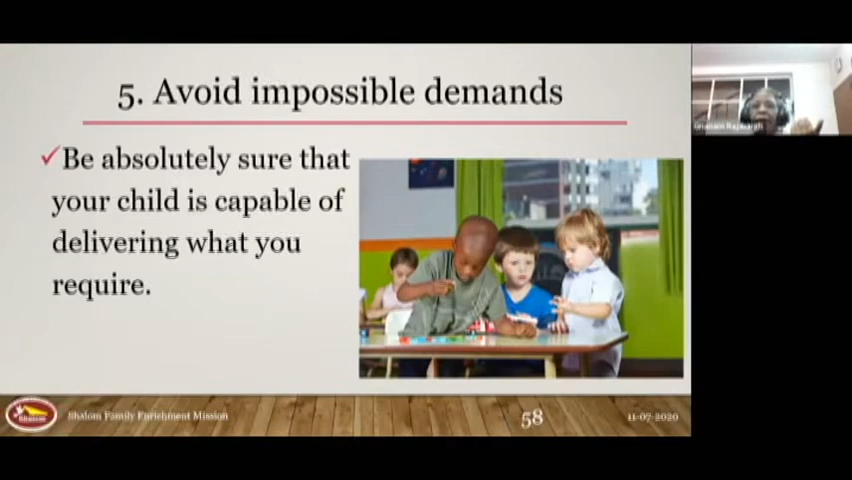 5. Avoid impossible demands
✓Be absolutely sure that
your child is capable of
delivering what you
require.
Shalom Family Enrichment Mission
58
11-07-2020